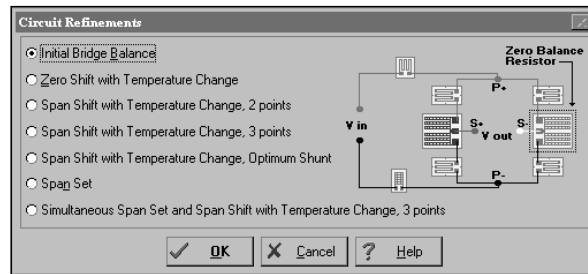 Circuit Refinements
Initial Bridge Balance
Zero Shift with Temperature Change
Span Shift with Temperature Change, 2 points
Span Shift with Temperature Change, 3 points
Span Shift with Temperature Change, Optimum Shunt
Span Set
Simultaneous Span Set and Span Shift with Temperature Change, 3 points
Zero Balance
Resistor
P+
V in
S+
S-
V out
P-
OK
Cancel
? Help